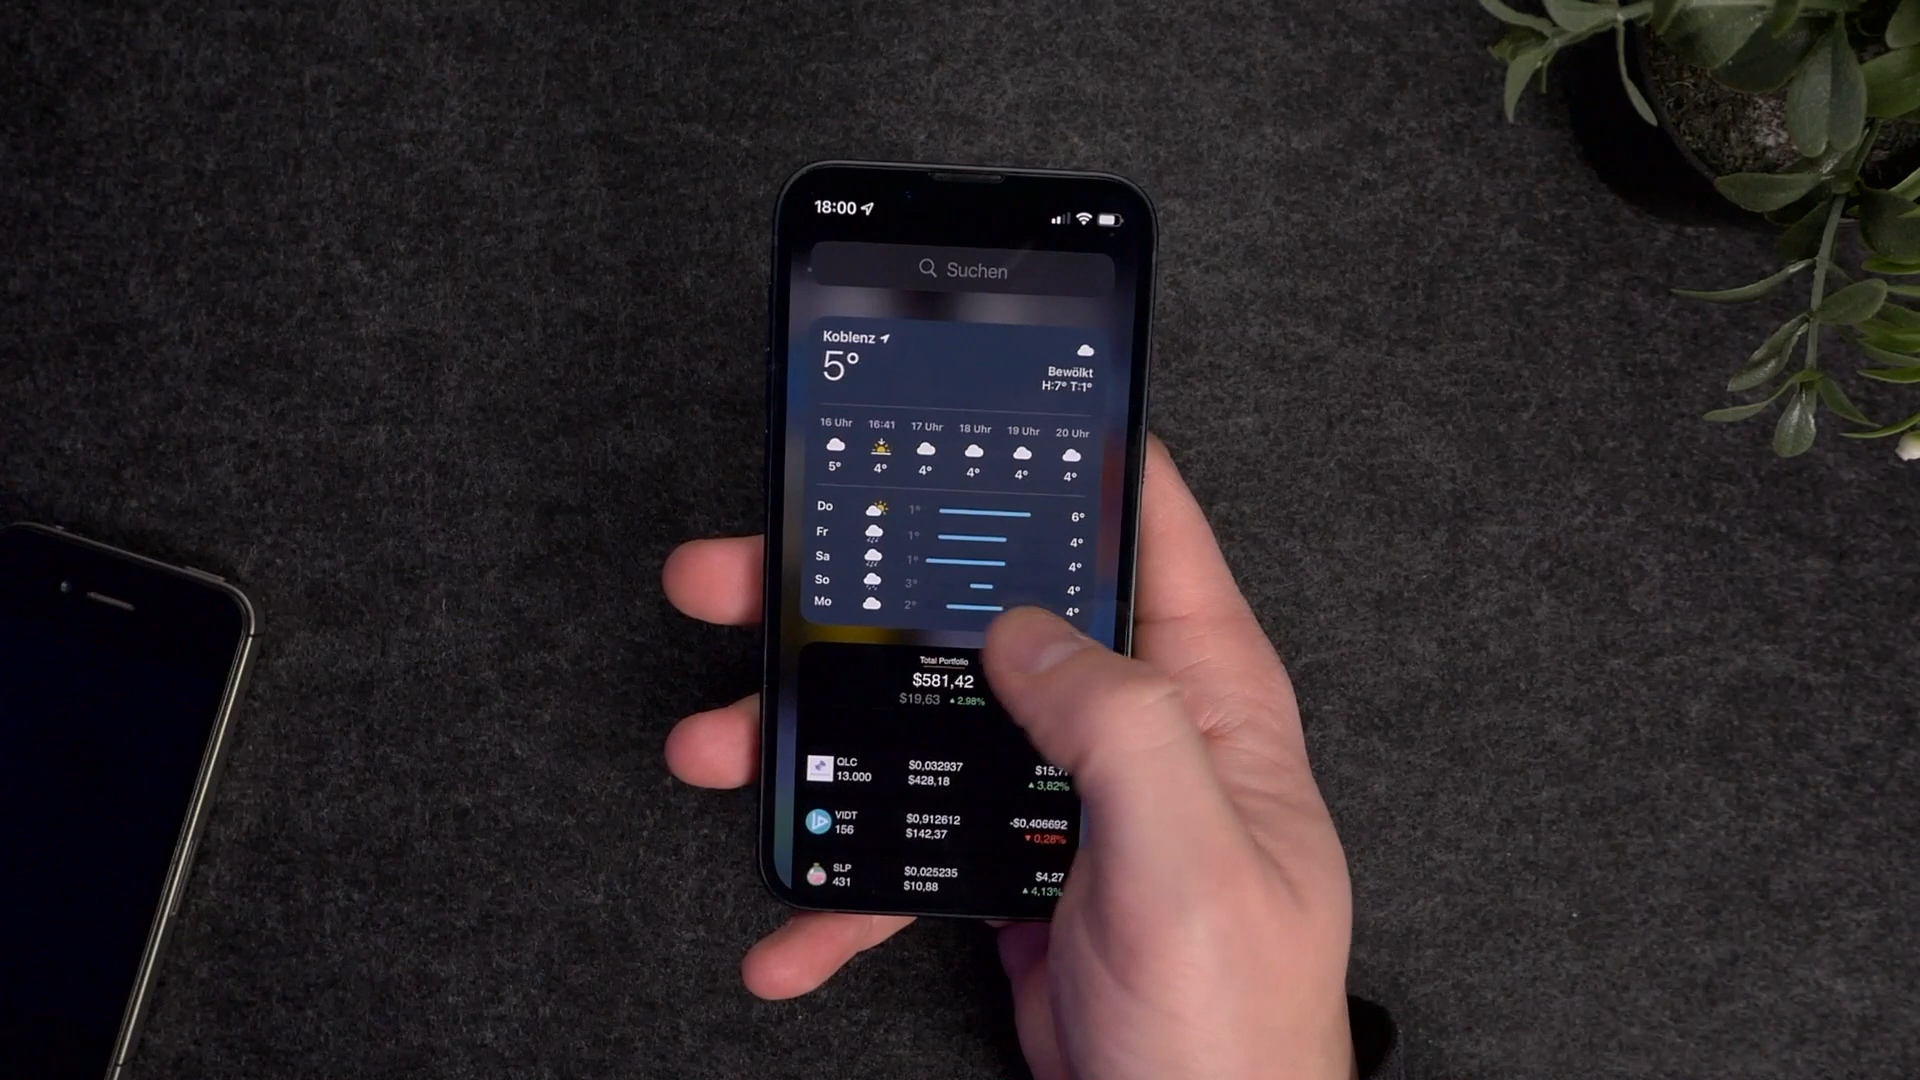 18:00
Suchen
Koblenz
5°
Bewölkt
H:7° T:1°
16 Uhr 16:41 17 Uhr 18 Uhr 19 Uhr 20 Uhr
5° 4° 4° 4° 4° 4°
Do 1° 6°
Fr 1° 4°
Sa 1° 4°
So 3° 4°
Mo 2° 4°
Total Portfolio
$581,42
$19,63 ▲2.98%
QLC $0,032937
13.000 $428,18 ▲3,82%
VIDT $0,912612 -$0,406692
156 $142,37 ▼0,28%
SLP $0,025235 $4,27
431 $10,88 ▲4,13%